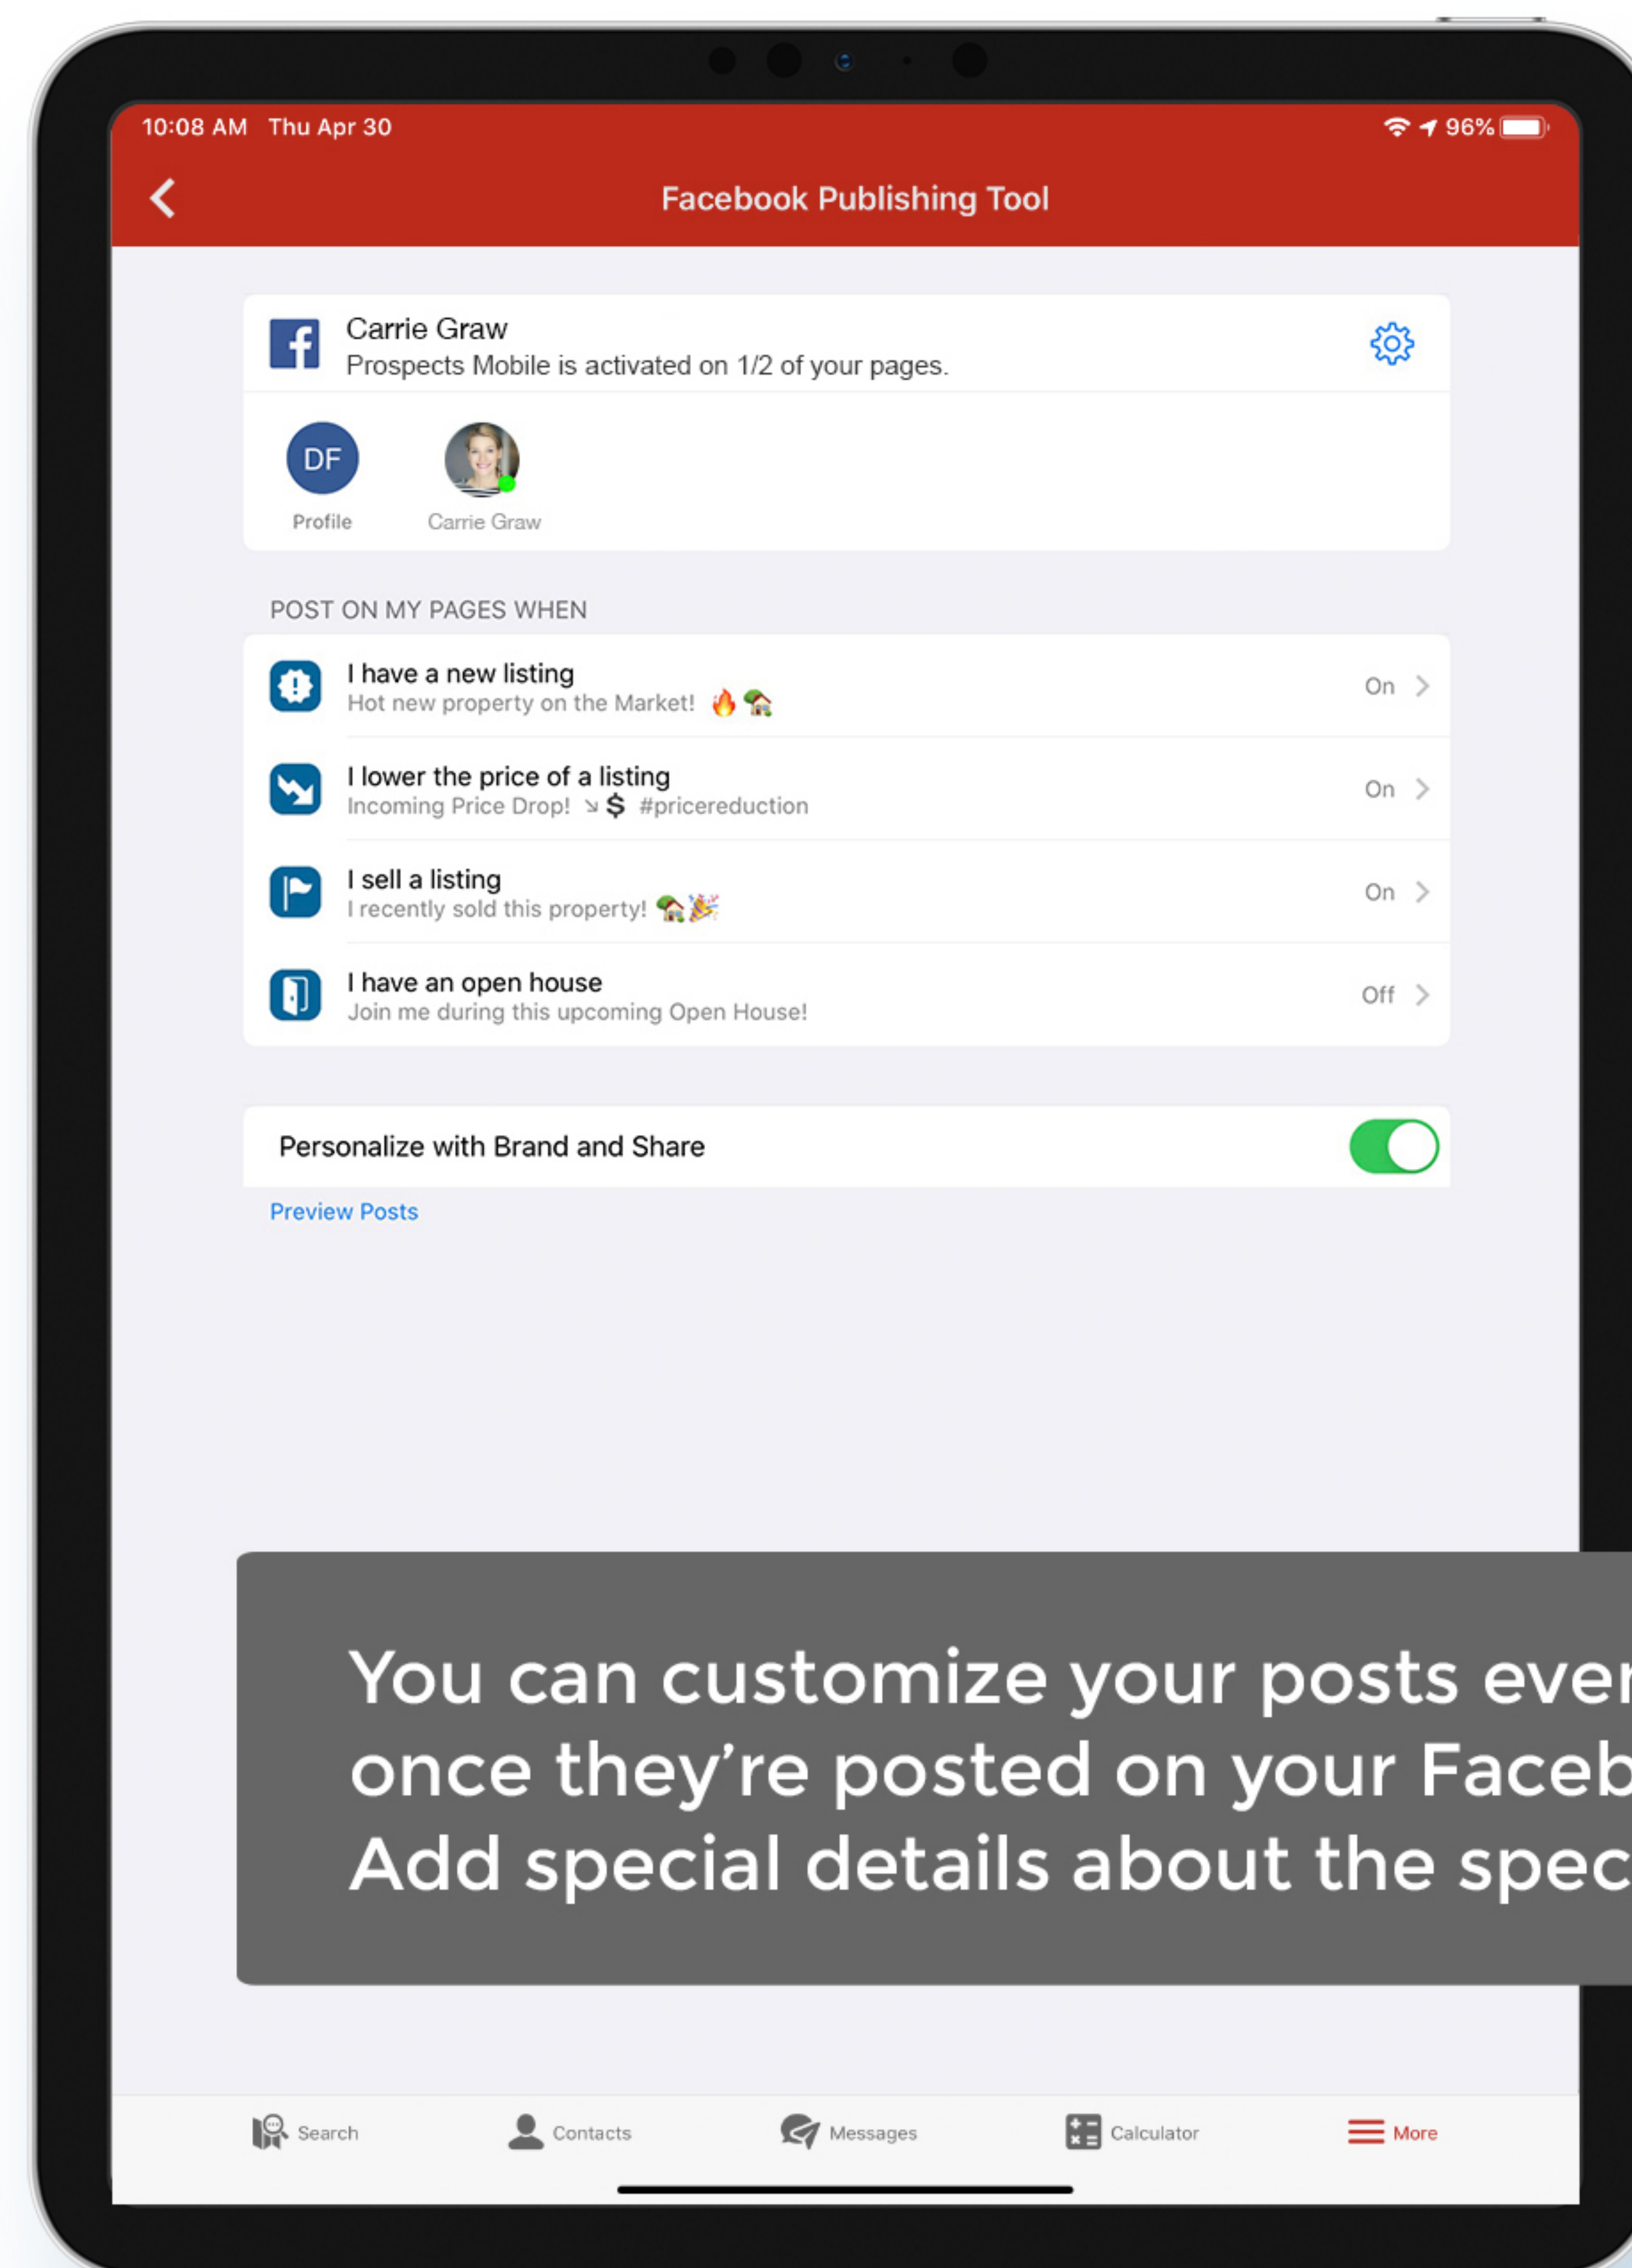 10:08 AM Thu Apr 30
96%
Facebook Publishing Tool
Carrie Graw
Prospects Mobile is activated on 1/2 of your pages.
DF
Profile
Carrie Graw
POST ON MY PAGES WHEN
I have a new listing
Hot new property on the Market! 🔥🏡
On
I lower the price of a listing
Incoming Price Drop! ↘💲 #pricereduction
On
I sell a listing
I recently sold this property! 🏡🎉
On
I have an open house
Join me during this upcoming Open House!
Off
Personalize with Brand and Share
Preview Posts
You can customize your posts
once they’re posted on your
Add special details about the
Search
Contacts
Messages
Calculator
More